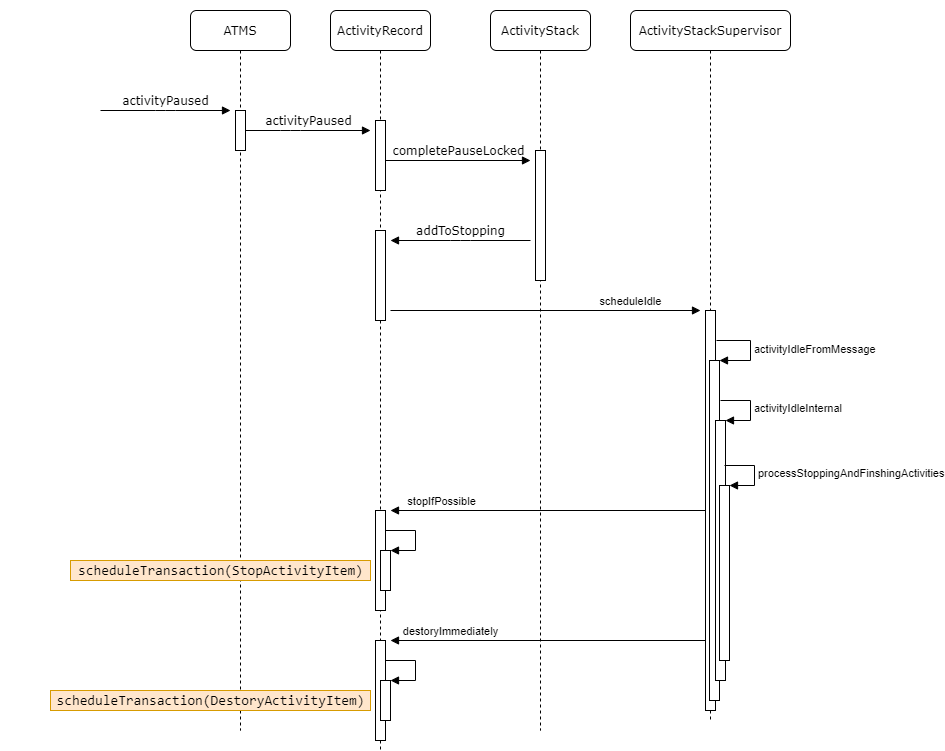 ATMS
ActivityRecord
ActivityStack
ActivityStackSupervisor
activityPaused
activityPaused
completePauseLocked
addToStopping
scheduleIdle
activityIdleFromMessage
activityIdleInternal
processStoppingAndFinshingActivities
stopIfPossible
scheduleTransaction(StopActivityItem)
destoryImmediately
scheduleTransaction(DestoryActivityItem)